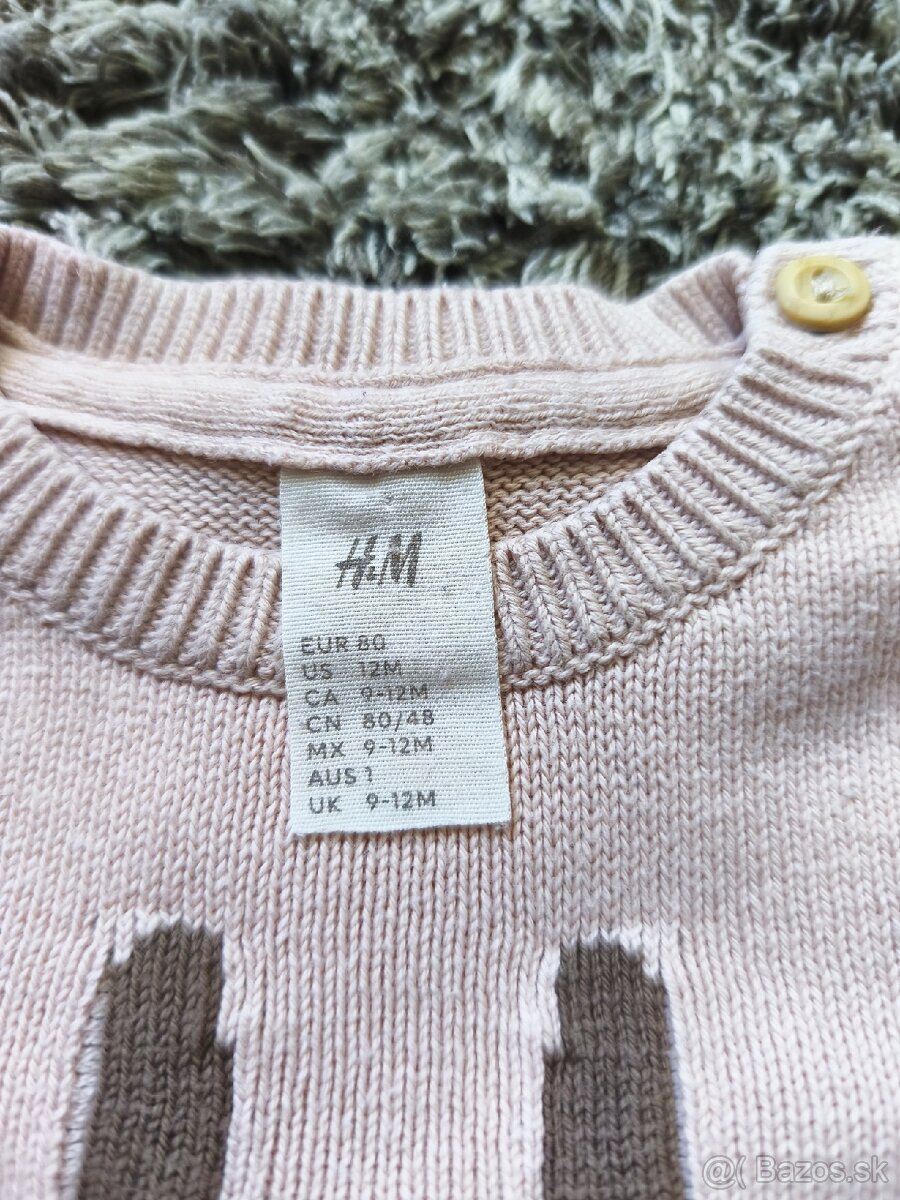 H&M
EUR 80
US 12M
CA 9-12M
CN 80/48
MX 9-12M
AUS 1
UK 9-12M
@( Bazos.sk